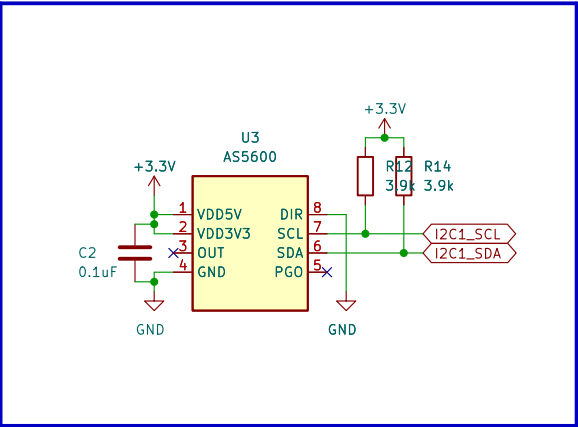 +3.3V
U3
AS5600
+3.3V
R12
3.9k
R14
3.9k
1 VDD5V
2 VDD3V3
3 OUT
4 GND
DIR 8
SCL 7
SDA 6
PGO 5
I2C1_SCL
I2C1_SDA
C2
0.1uF
GND
GND